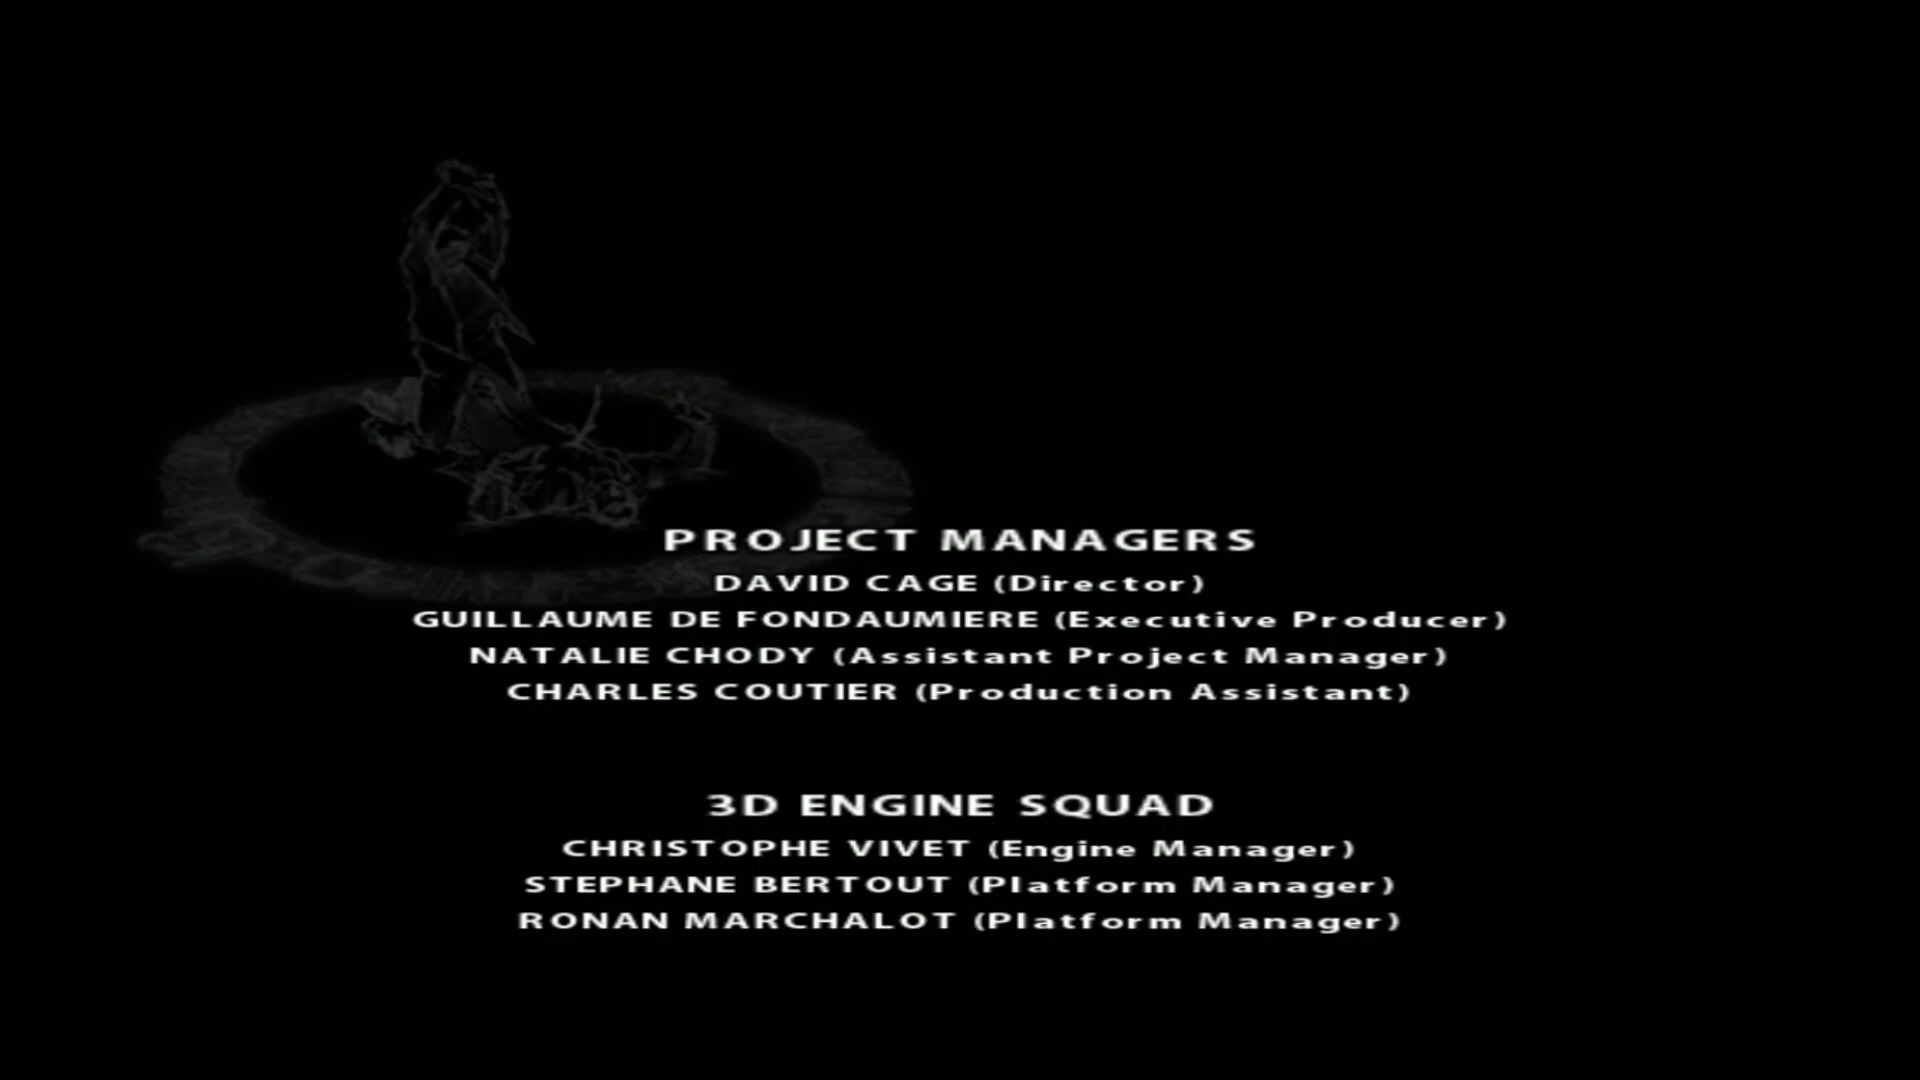 PROJECT MANAGERS
DAVID CAGE (Director)
GUILLAUME DE FONDAUMIERE (Executive Producer)
NATALIE CHODY (Assistant Project Manager)
CHARLES COUTIER (Production Assistant)
3D ENGINE SQUAD
CHRISTOPHE VIVET (Engine Manager)
STEPHANE BERTOUT (Platform Manager)
RONAN MARCHALOT (Platform Manager)